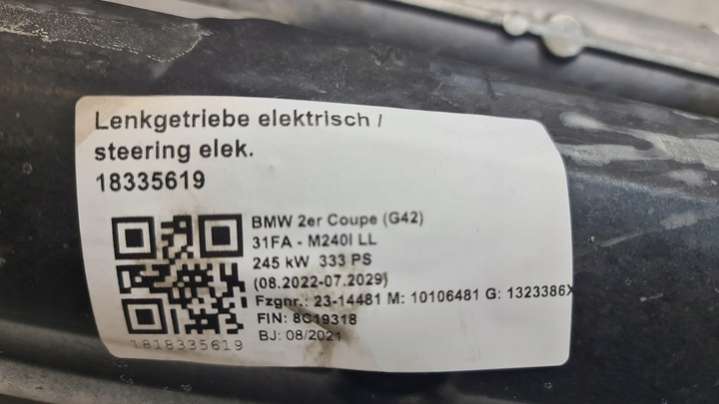 Lenkgetriebe elektrisch /
steering elek.
18335619
BMW 2er Coupe (G42)
31FA - M240I LL
245 kW 333 PS
(08.2022-07.2029)
Fzgnr.: 23-14481 M: 10106481 G: 1323386X
FIN: 8C19318
BJ: 08/2021
1818335619